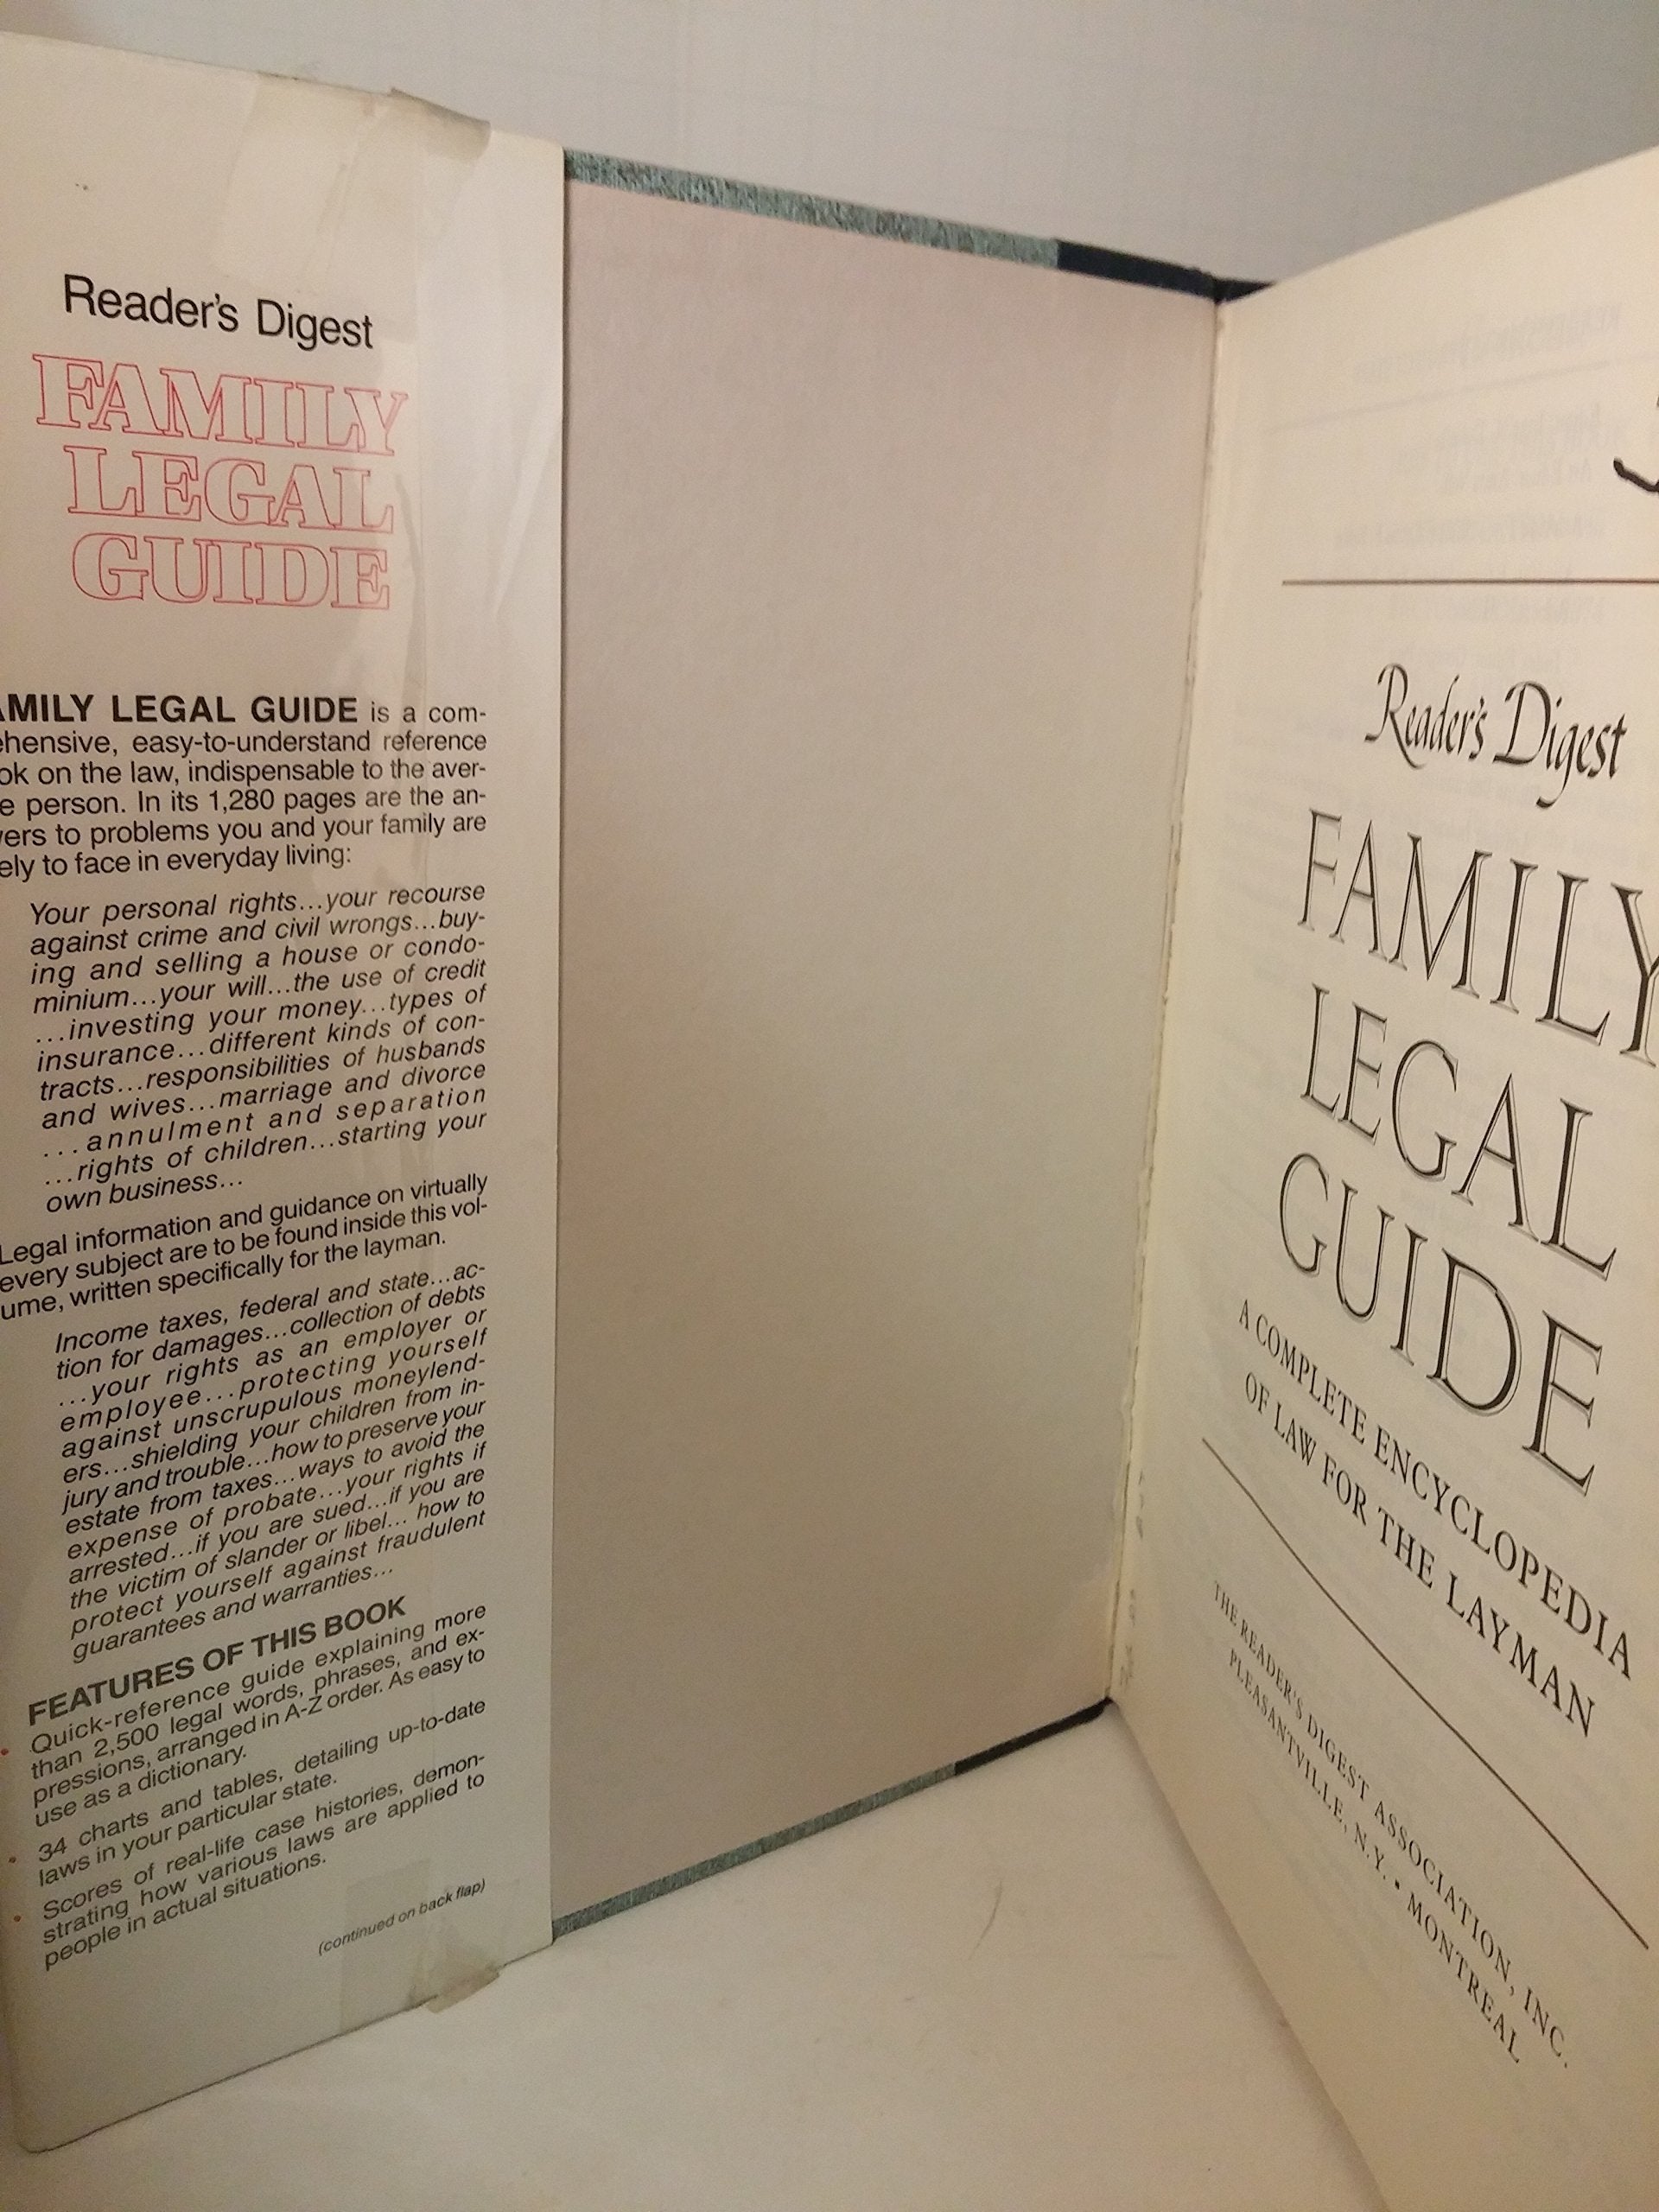 Reader's Digest
FAMILY
LEGAL
GUIDE
AMILY LEGAL GUIDE is a com-
ehensive, easy-to-understand reference
ok on the law, indispensable to the aver-
e person. In its 1,280 pages are the an-
vers to problems you and your family are
ely to face in everyday living:
Your personal rights...your recourse
against crime and civil wrongs...buy-
ing and selling a house or condo-
minium...your will...the use of credit
...investing your money...types of
insurance...different kinds of con-
tracts...responsibilities of husbands
and wives...marriage and divorce
...annulment and separation
...rights of children...starting your
own business...
Legal information and guidance on virtually
every subject are to be found inside this vol-
ume, written specifically for the layman.
Income taxes, federal and state...ac-
tion for damages...collection of debts
...your rights as an employer or
employee...protecting yourself
against unscrupulous moneylend-
ers...shielding your children from in-
jury and trouble...how to preserve your
estate from taxes...ways to avoid the
expense of probate...your rights if
arrested...if you are sued...if you are
the victim of slander or libel... how to
protect yourself against fraudulent
guarantees and warranties...
FEATURES OF THIS BOOK
• Quick-reference guide explaining more
than 2,500 legal words, phrases, and ex-
pressions, arranged in A-Z order. As easy to
use as a dictionary.
• 34 charts and tables, detailing up-to-date
laws in your particular state.
• Scores of real-life case histories, demon-
strating how various laws are applied to
people in actual situations.
(continued on back flap)
Reader's Digest
FAMILY
LEGAL
GUIDE
A COMPLETE ENCYCLOPEDIA
OF LAW FOR THE LAYMAN
THE READER'S DIGEST ASSOCIATION, INC.
PLEASANTVILLE, N.Y. • MONTREAL